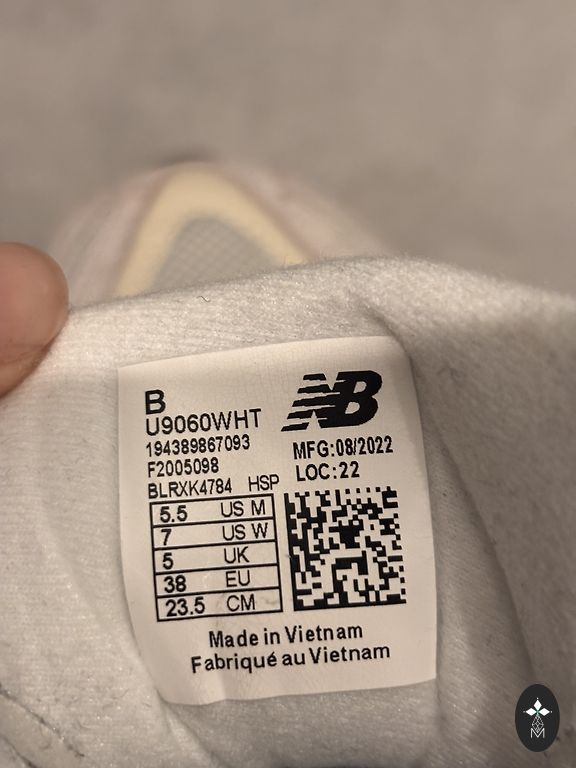 B
U9060WHT
194389867093
F2005098
BLRXK4784 HSP
NB
MFG:08/2022
LOC:22
5.5 US M
7 US W
5 UK
38 EU
23.5 CM
Made in Vietnam
Fabriqué au Vietnam
M